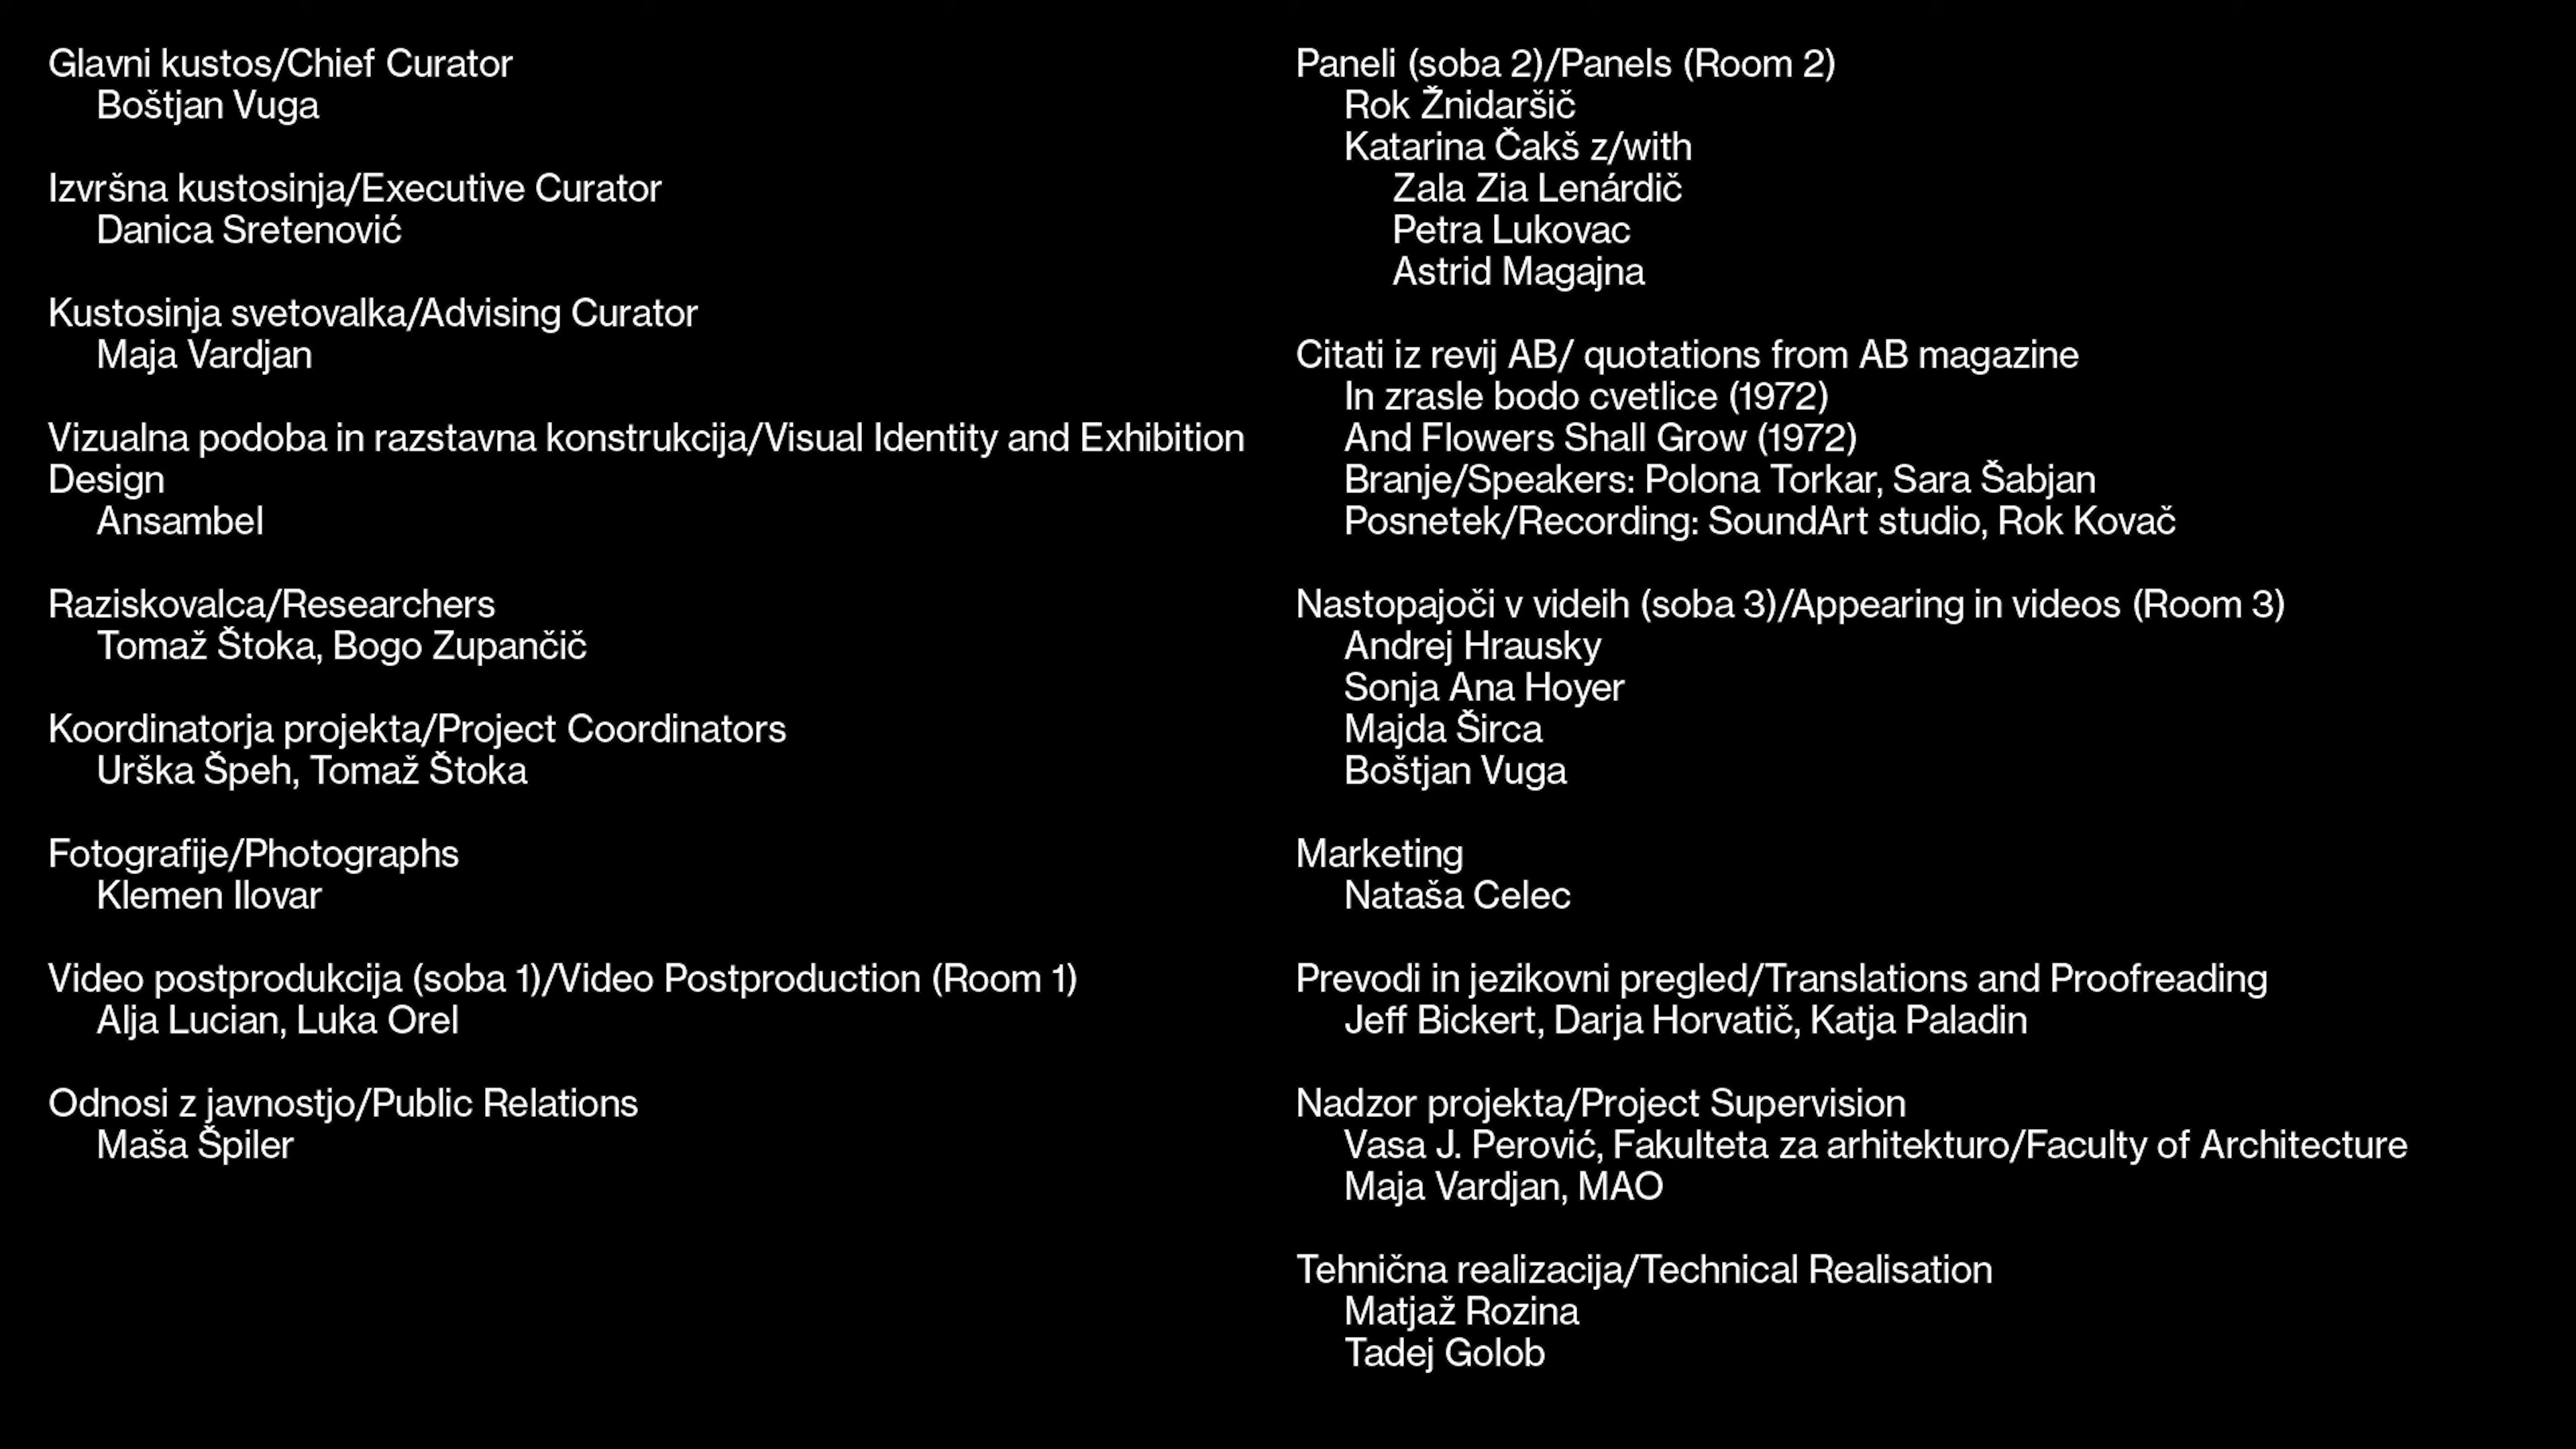 Glavni kustos/Chief Curator
Boštjan Vuga
Izvršna kustosinja/Executive Curator
Danica Sretenović
Kustosinja svetovalka/Advising Curator
Maja Vardjan
Vizualna podoba in razstavna konstrukcija/Visual Identity and Exhibition
Design
Ansambel
Raziskovalca/Researchers
Tomaž Štoka, Bogo Zupančič
Koordinatorja projekta/Project Coordinators
Urška Špeh, Tomaž Štoka
Fotografije/Photographs
Klemen Ilovar
Video postprodukcija (soba 1)/Video Postproduction (Room 1)
Alja Lucian, Luka Orel
Odnosi z javnostjo/Public Relations
Maša Špiler
Paneli (soba 2)/Panels (Room 2)
Rok Žnidaršič
Katarina Čakš z/with
Zala Zia Lenárdič
Petra Lukovac
Astrid Magajna
Citati iz revij AB/ quotations from AB magazine
In zrasle bodo cvetlice (1972)
And Flowers Shall Grow (1972)
Branje/Speakers: Polona Torkar, Sara Šabjan
Posnetek/Recording: SoundArt studio, Rok Kovač
Nastopajoči v videih (soba 3)/Appearing in videos (Room 3)
Andrej Hrausky
Sonja Ana Hoyer
Majda Širca
Boštjan Vuga
Marketing
Nataša Celec
Prevodi in jezikovni pregled/Translations and Proofreading
Jeff Bickert, Darja Horvatič, Katja Paladin
Nadzor projekta/Project Supervision
Vasa J. Perović, Fakulteta za arhitekturo/Faculty of Architecture
Maja Vardjan, MAO
Tehnična realizacija/Technical Realisation
Matjaž Rozina
Tadej Golob